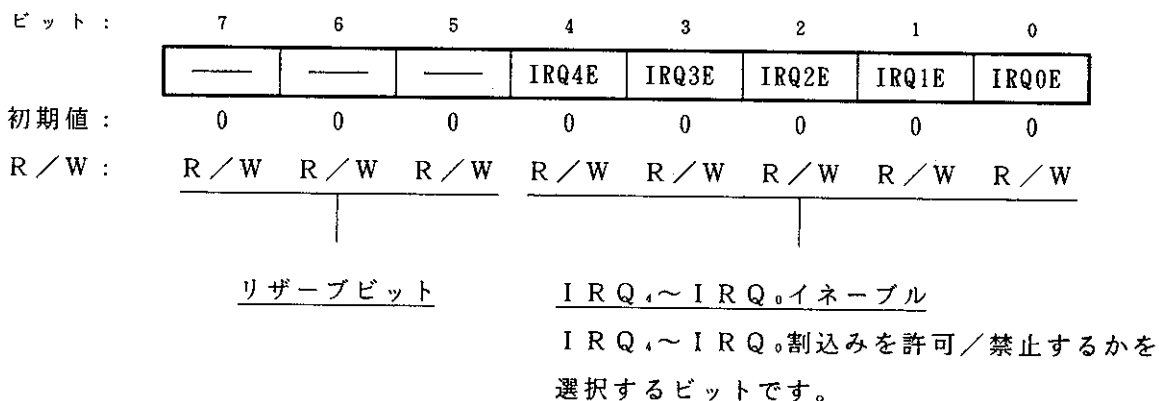 ビット： 7 6 5 4 3 2 1 0
― ― ― IRQ4E IRQ3E IRQ2E IRQ1E IRQ0E
初期値： 0 0 0 0 0 0 0 0
R／W： R／W R／W R／W R／W R／W R／W R／W R／W
リザーブビット IRQ₄～IRQ₀イネーブル
IRQ₄～IRQ₀割込みを許可／禁止するかを
選択するビットです。